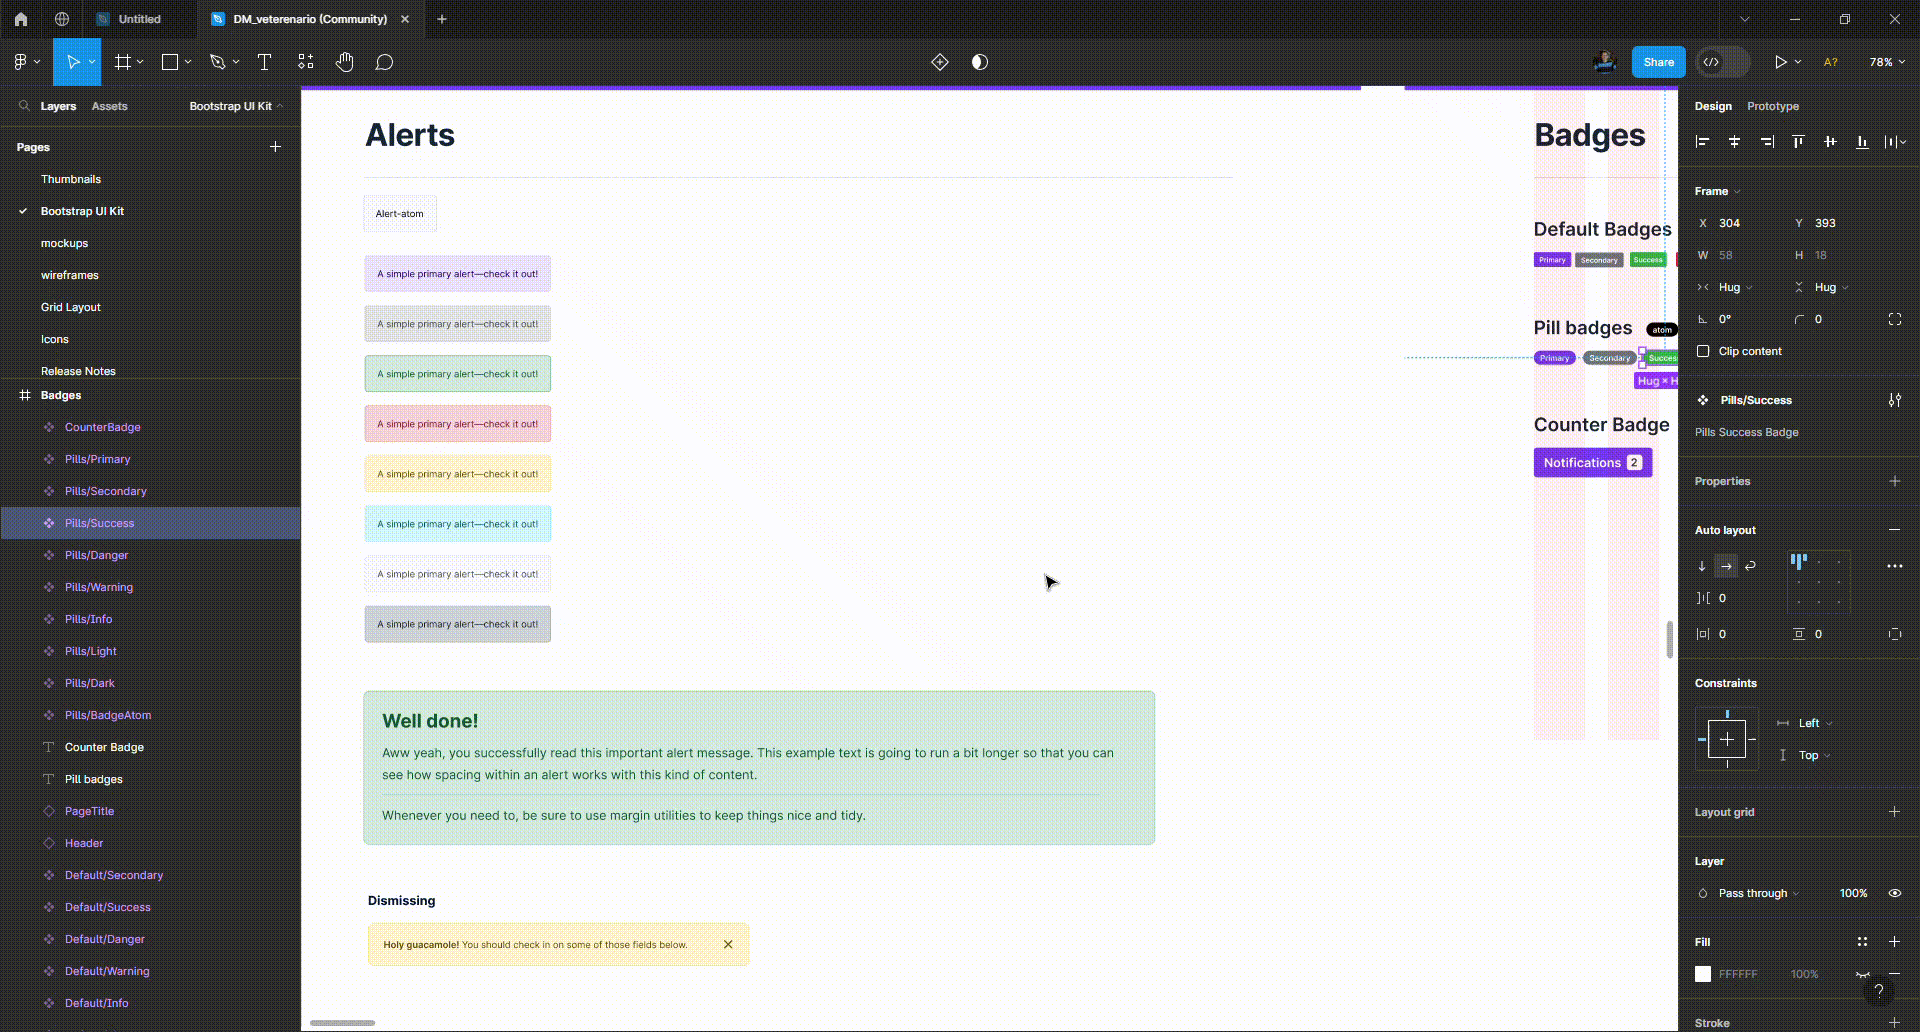 Untitled
DM_veterenario (Community)
Share
A?
78%
Layers
Assets
Bootstrap UI Kit
Pages
Thumbnails
Bootstrap UI Kit
mockups
wireframes
Grid Layout
Icons
Release Notes
Badges
CounterBadge
Pills/Primary
Pills/Secondary
Pills/Success
Pills/Danger
Pills/Warning
Pills/Info
Pills/Light
Pills/Dark
Pills/BadgeAtom
Counter Badge
Pill badges
PageTitle
Header
Default/Secondary
Default/Success
Default/Danger
Default/Warning
Default/Info
Alerts
Alert-atom
A simple primary alert—check it out!
A simple primary alert—check it out!
A simple primary alert—check it out!
A simple primary alert—check it out!
A simple primary alert—check it out!
A simple primary alert—check it out!
A simple primary alert—check it out!
A simple primary alert—check it out!
Well done!
Aww yeah, you successfully read this important alert message. This example text is going to run a bit longer so that you can
see how spacing within an alert works with this kind of content.
Whenever you need to, be sure to use margin utilities to keep things nice and tidy.
Dismissing
Holy guacamole! You should check in on some of those fields below.
Badges
Default Badges
Primary
Secondary
Success
Pill badges
atom
Primary
Secondary
Success
Hug × H
Counter Badge
Notifications 2
Design
Prototype
Frame
X 304 Y 393
W 58 H 18
Hug Hug
0° 0
Clip content
Pills/Success
Pills Success Badge
Properties
Auto layout
0
0 0
Constraints
Left
Top
Layout grid
Layer
Pass through 100%
Fill
FFFFFF 100%
?
Stroke